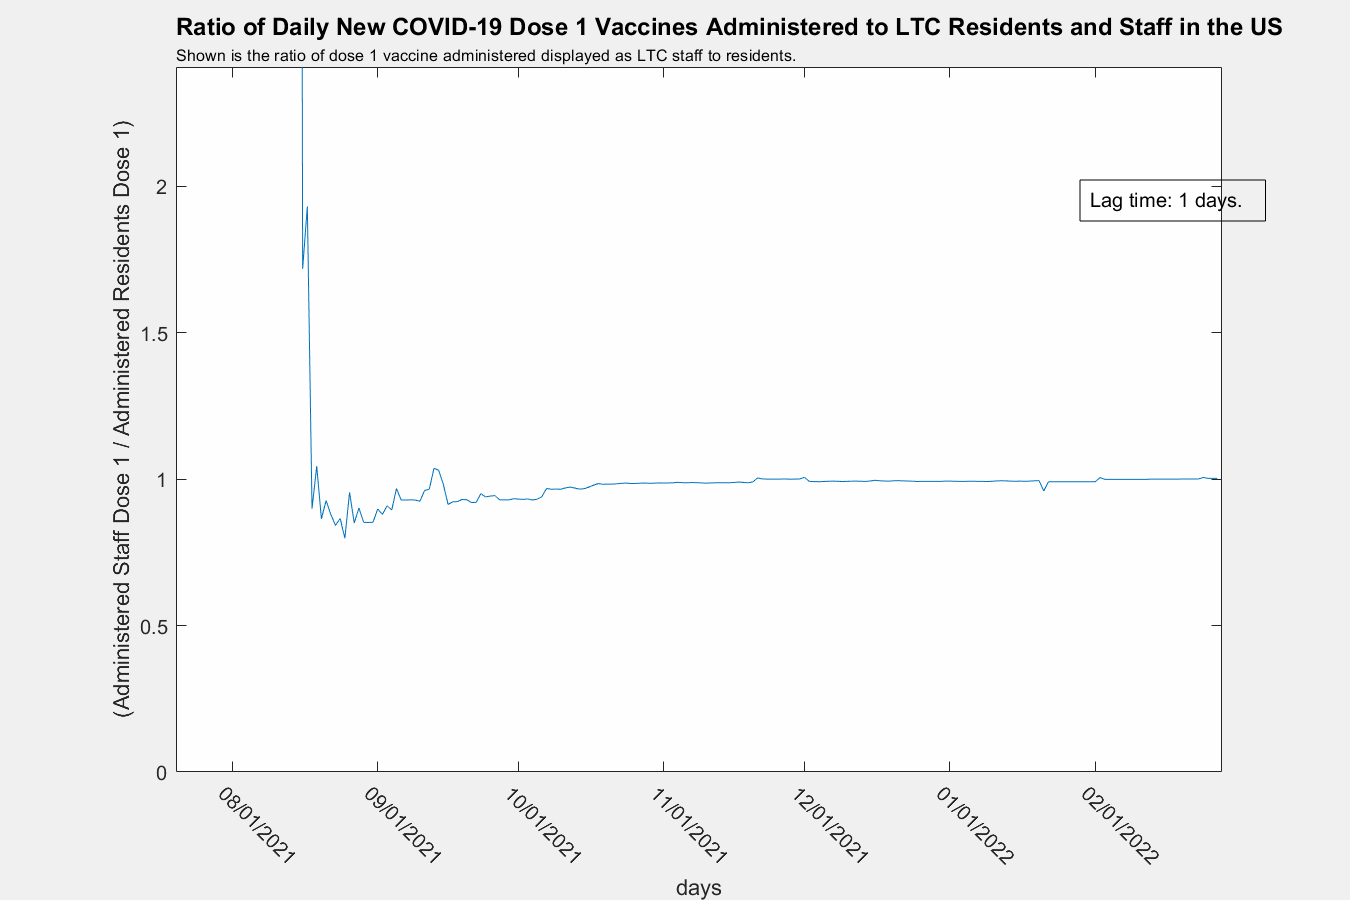 Ratio of Daily New COVID-19 Dose 1 Vaccines Administered to LTC Residents and Staff in the US
Shown is the ratio of dose 1 vaccine administered displayed as LTC staff to residents.
(Administered Staff Dose 1 / Administered Residents Dose 1)
2
1.5
1
0.5
0
Lag time: 1 days.
08/01/2021
09/01/2021
10/01/2021
11/01/2021
12/01/2021
01/01/2022
02/01/2022
days